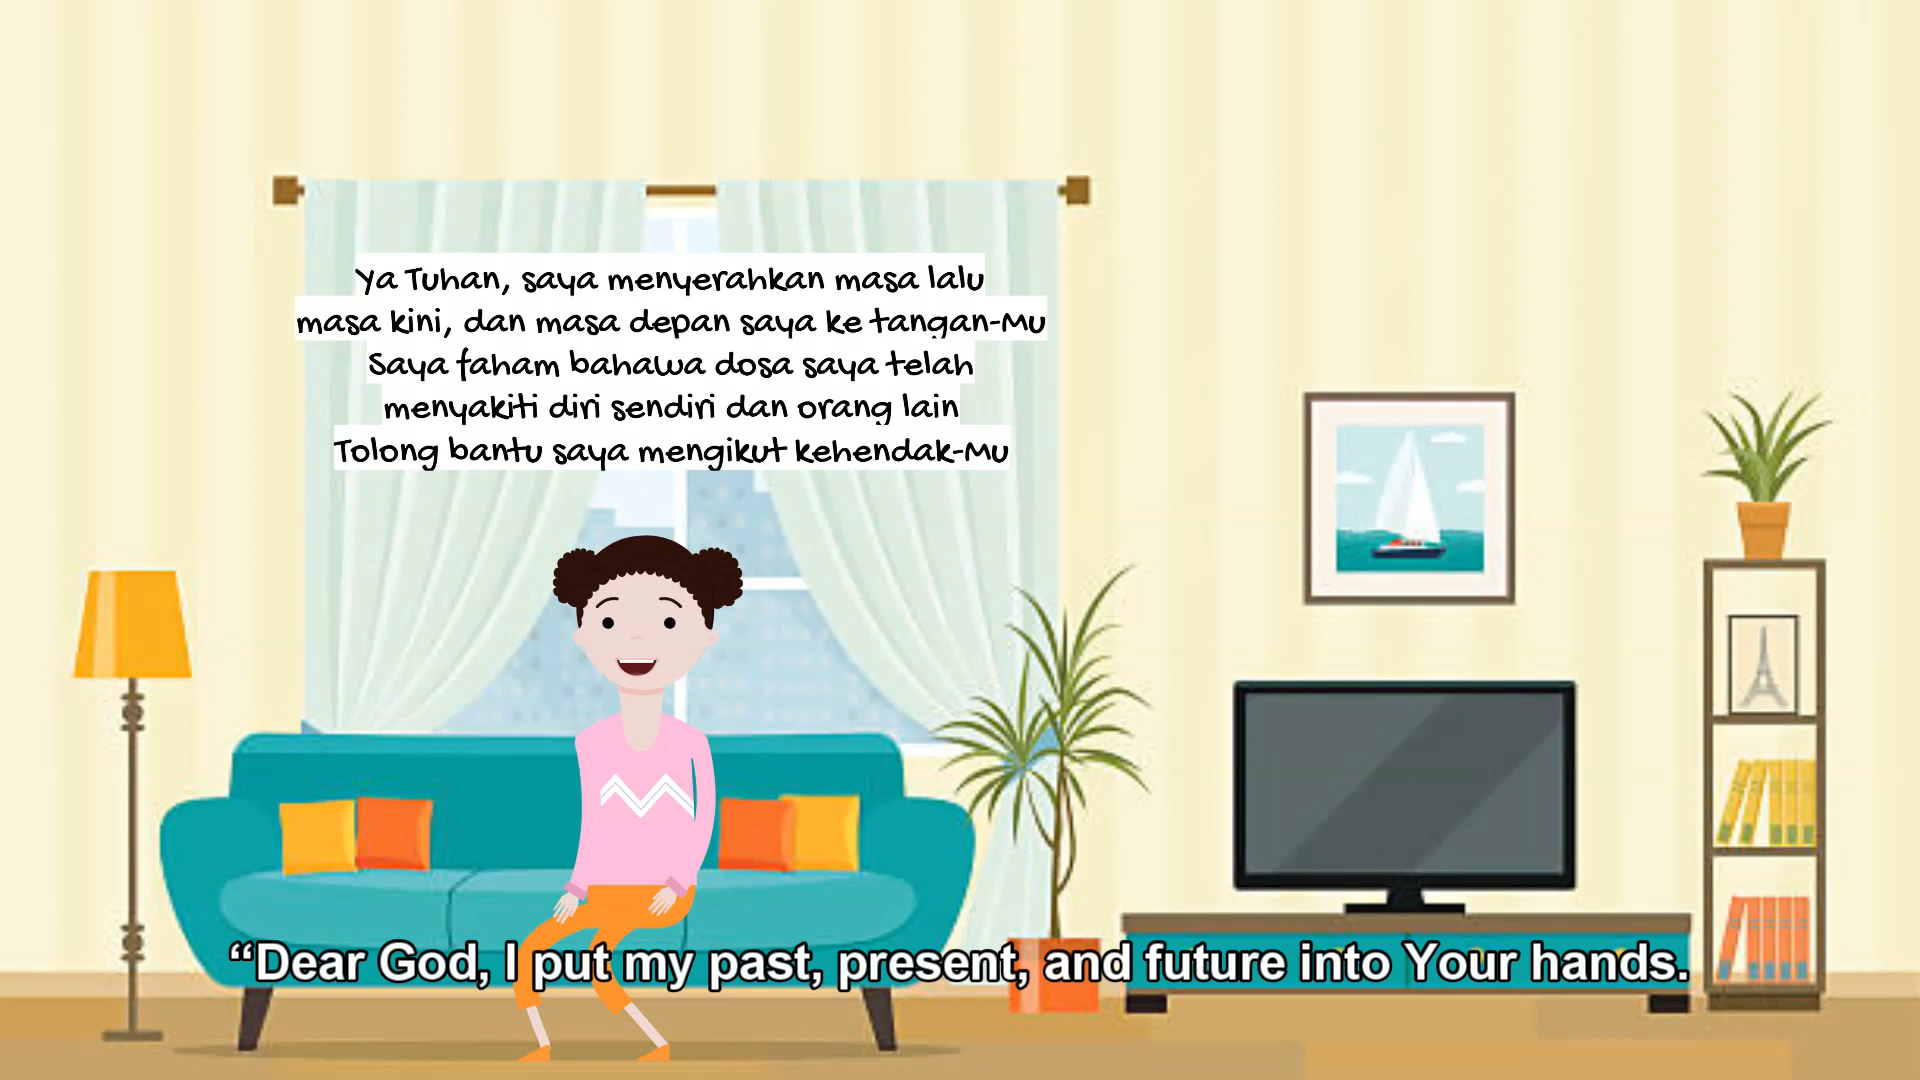 Ya Tuhan, saya menyerahkan masa lalu
masa kini, dan masa depan saya ke tangan-Mu
Saya faham bahawa dosa saya telah
menyakiti diri sendiri dan orang lain
Tolong bantu saya mengikut kehendak-Mu
“Dear God, I put my past, present, and future into Your hands.